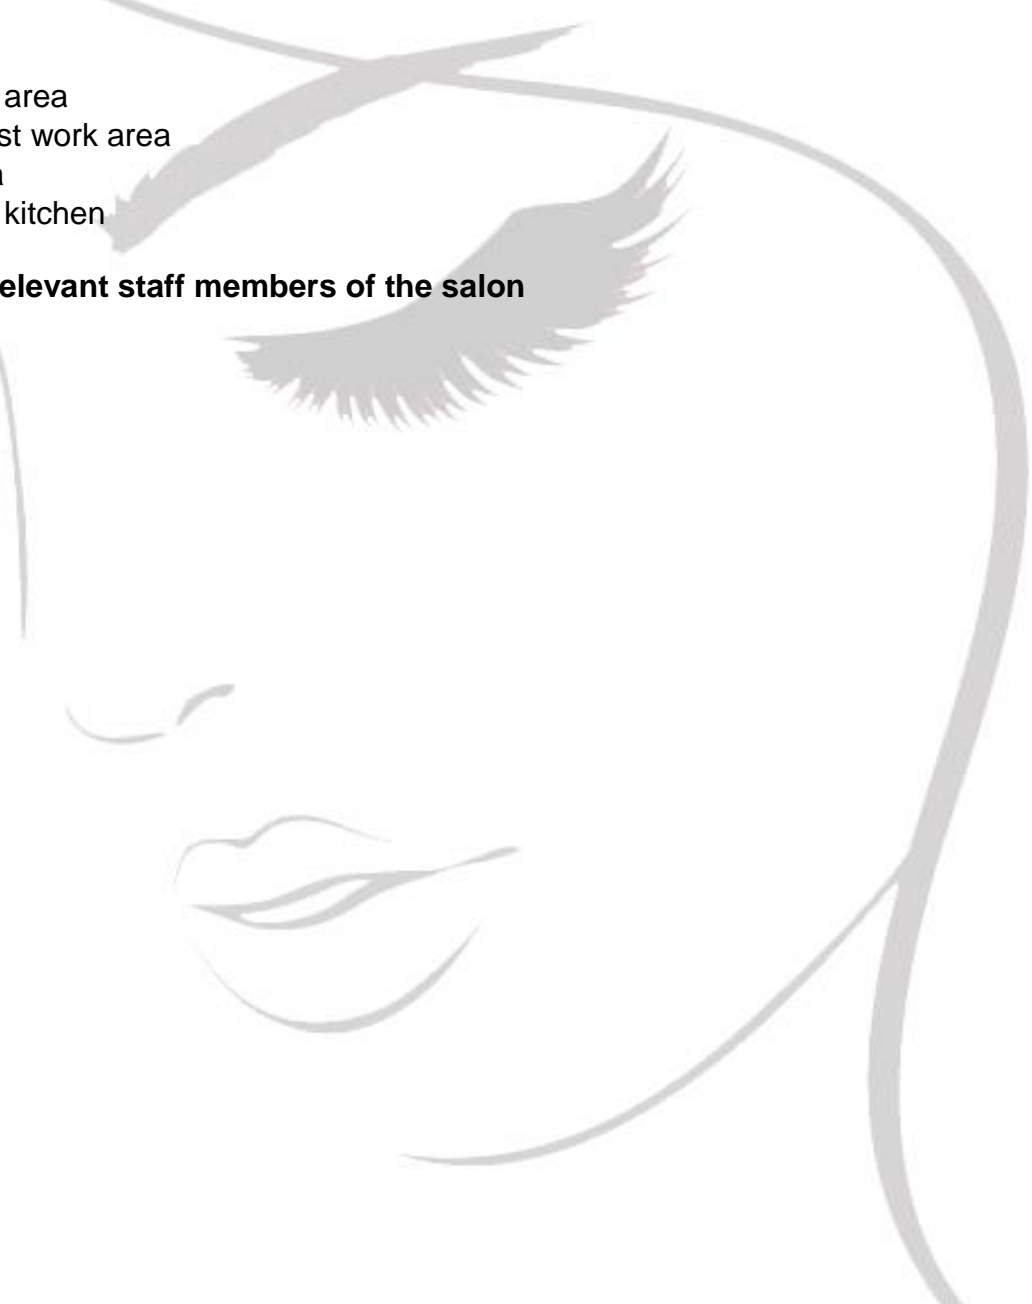 area
st work area
a
kitchen
elevant staff members of the salon